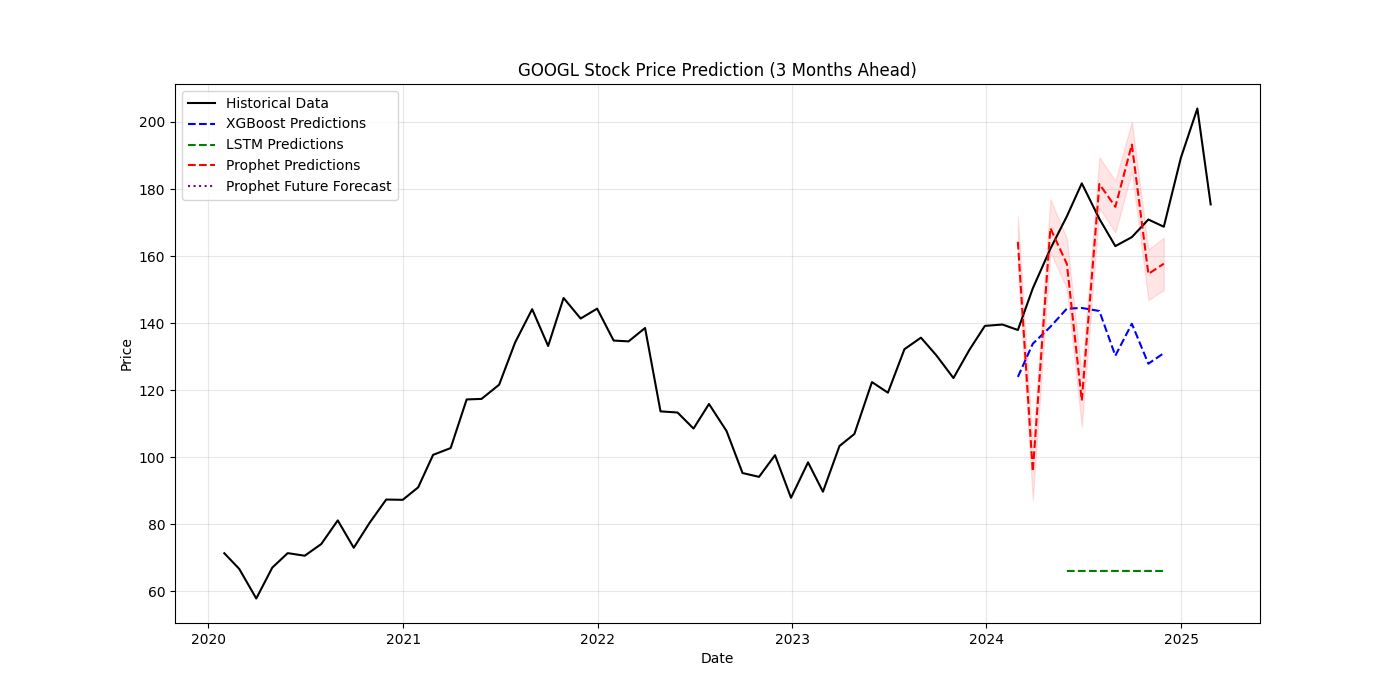 GOOGL Stock Price Prediction (3 Months Ahead)
Historical Data
XGBoost Predictions
LSTM Predictions
Prophet Predictions
Prophet Future Forecast
200
180
160
140
120
100
80
60
Price
2020
2021
2022
2023
2024
2025
Date